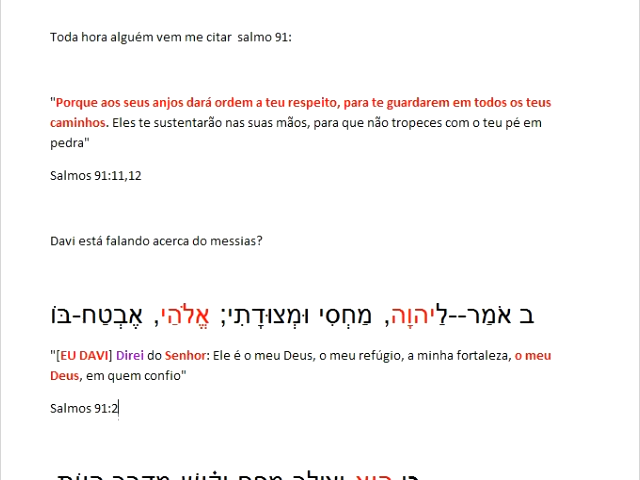 Toda hora alguém vem me citar salmo 91:
"Porque aos seus anjos dará ordem a teu respeito, para te guardarem em todos os teus
caminhos. Eles te sustentarão nas suas mãos, para que não tropeces com o teu pé em
pedra"
Salmos 91:11,12
Davi está falando acerca do messias?
ב אֹמַר--לַיהוָה, מַחְסִי וּמְצוּדָתִי; אֱלֹהַי, אֶבְטַח-בּוֹ
"[EU DAVI] Direi do Senhor: Ele é o meu Deus, o meu refúgio, a minha fortaleza, o meu
Deus, em quem confio"
Salmos 91:2